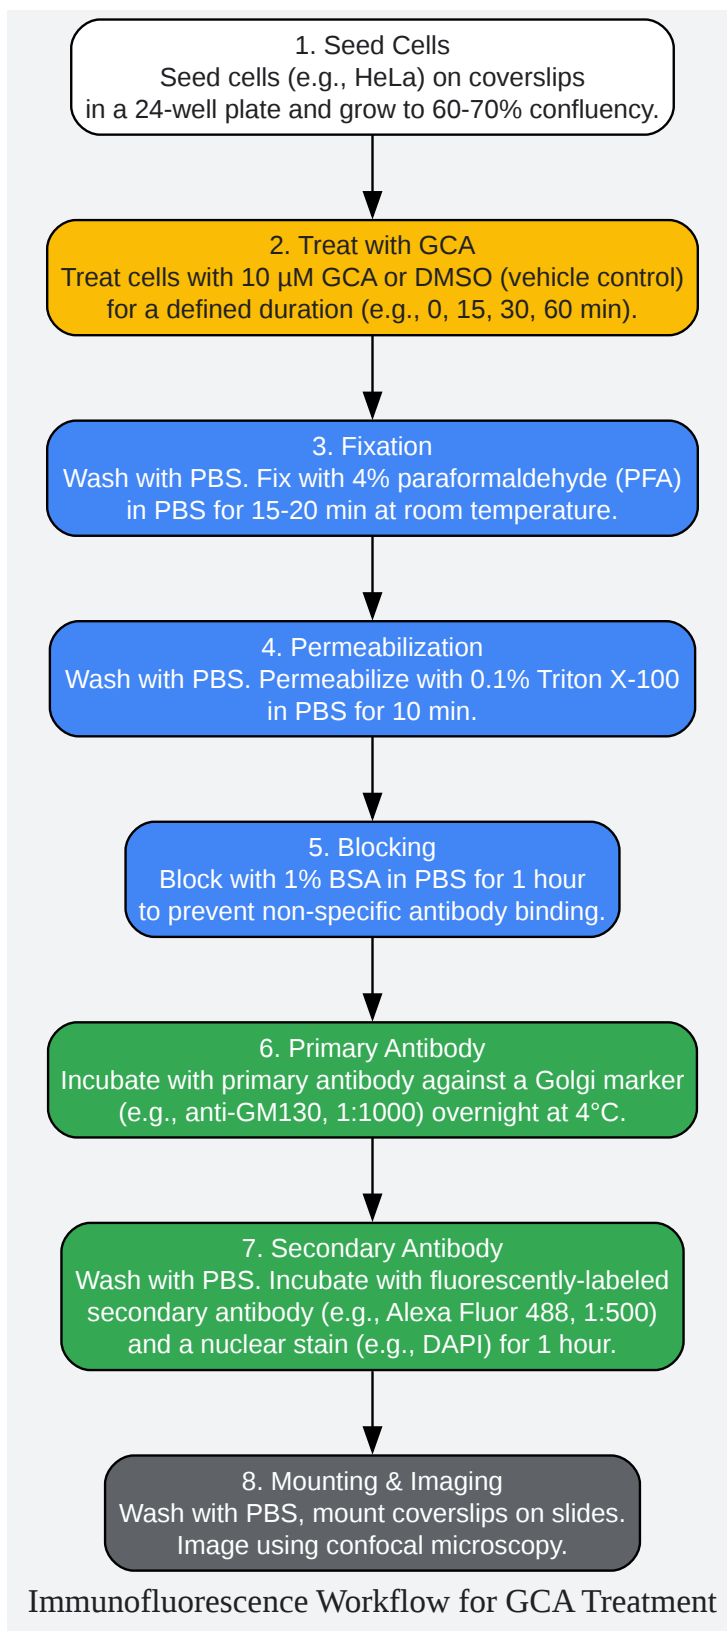 1. Seed Cells
Seed cells (e.g., HeLa) on coverslips
in a 24-well plate and grow to 60-70% confluency.
2. Treat with GCA
Treat cells with 10 µM GCA or DMSO (vehicle control)
for a defined duration (e.g., 0, 15, 30, 60 min).
3. Fixation
Wash with PBS. Fix with 4% paraformaldehyde (PFA)
in PBS for 15-20 min at room temperature.
4. Permeabilization
Wash with PBS. Permeabilize with 0.1% Triton X-100
in PBS for 10 min.
5. Blocking
Block with 1% BSA in PBS for 1 hour
to prevent non-specific antibody binding.
6. Primary Antibody
Incubate with primary antibody against a Golgi marker
(e.g., anti-GM130, 1:1000) overnight at 4°C.
7. Secondary Antibody
Wash with PBS. Incubate with fluorescently-labeled
secondary antibody (e.g., Alexa Fluor 488, 1:500)
and a nuclear stain (e.g., DAPI) for 1 hour.
8. Mounting & Imaging
Wash with PBS, mount coverslips on slides.
Image using confocal microscopy.
Immunofluorescence Workflow for GCA Treatment